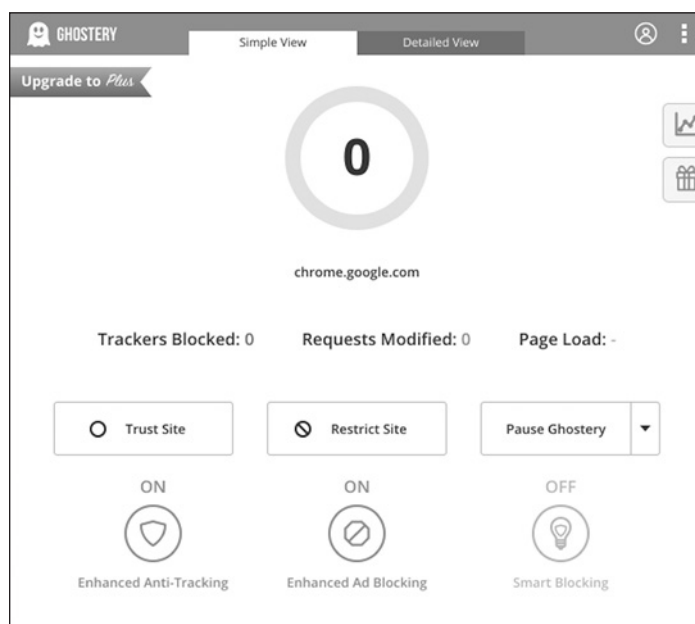 GHOSTERY
Simple View
Detailed View
Upgrade to Plus
0
chrome.google.com
Trackers Blocked: 0 Requests Modified: 0 Page Load: -
Trust Site Restrict Site Pause Ghostery
ON ON OFF
Enhanced Anti-Tracking Enhanced Ad Blocking Smart Blocking